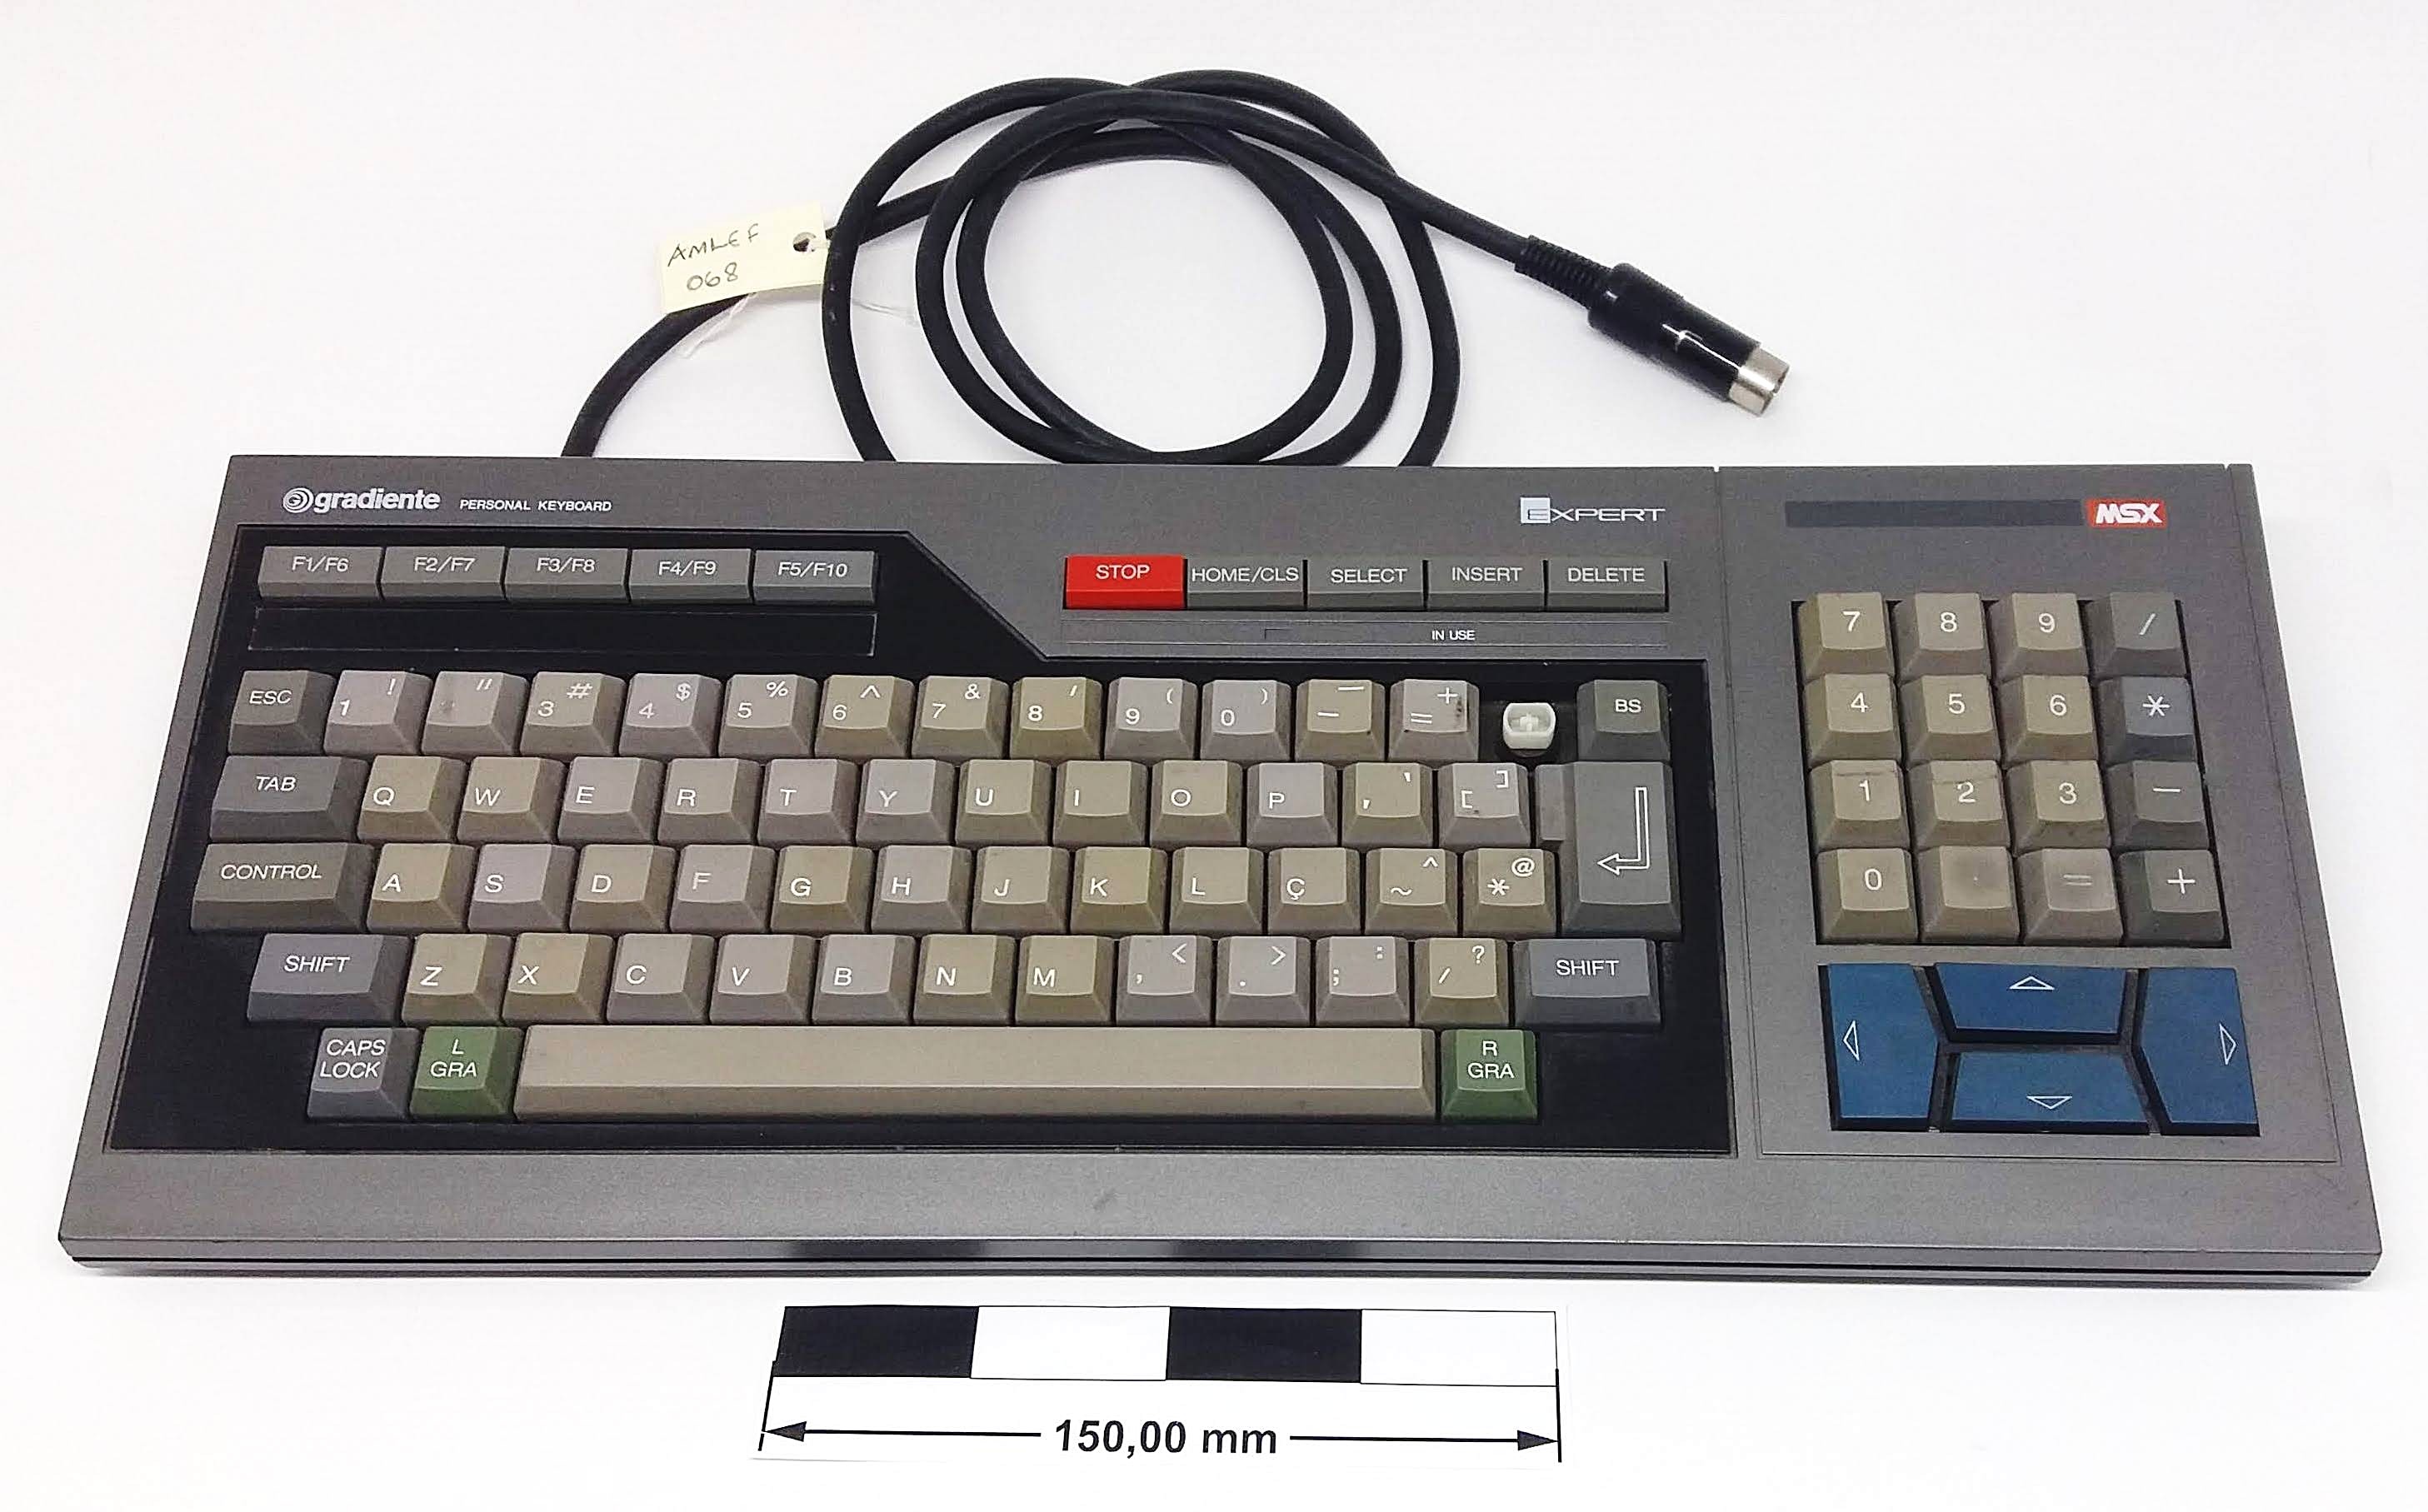 AMLEF
068
gradiente PERSONAL KEYBOARD EXPERT MSX
F1/F6 F2/F7 F3/F8 F4/F9 F5/F10 STOP HOME/CLS SELECT INSERT DELETE
IN USE
7 8 9 /
ESC 1 ! " 3 # 4 $ 5 % 6 ^ 7 & 8 ' 9 ( 0 ) — _ = + BS
4 5 6 *
TAB Q W E R T Y U I O P ' ' [ ]
1 2 3 —
CONTROL A S D F G H J K L Ç ~ ^ * @
0 . = +
SHIFT Z X C V B N M , < . > ; : / ? SHIFT
CAPS LOCK L GRA R GRA
150,00 mm